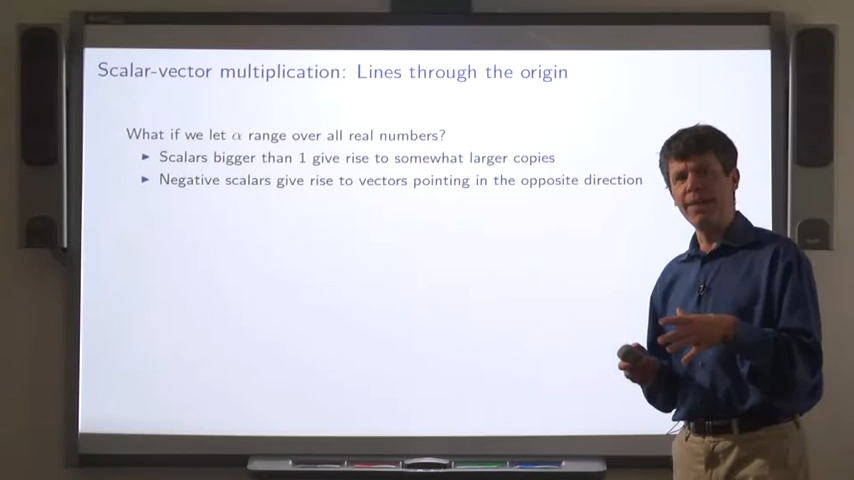 Scalar-vector multiplication: Lines through the origin
What if we let α range over all real numbers?
▶ Scalars bigger than 1 give rise to somewhat larger copies
▶ Negative scalars give rise to vectors pointing in the opposite direction